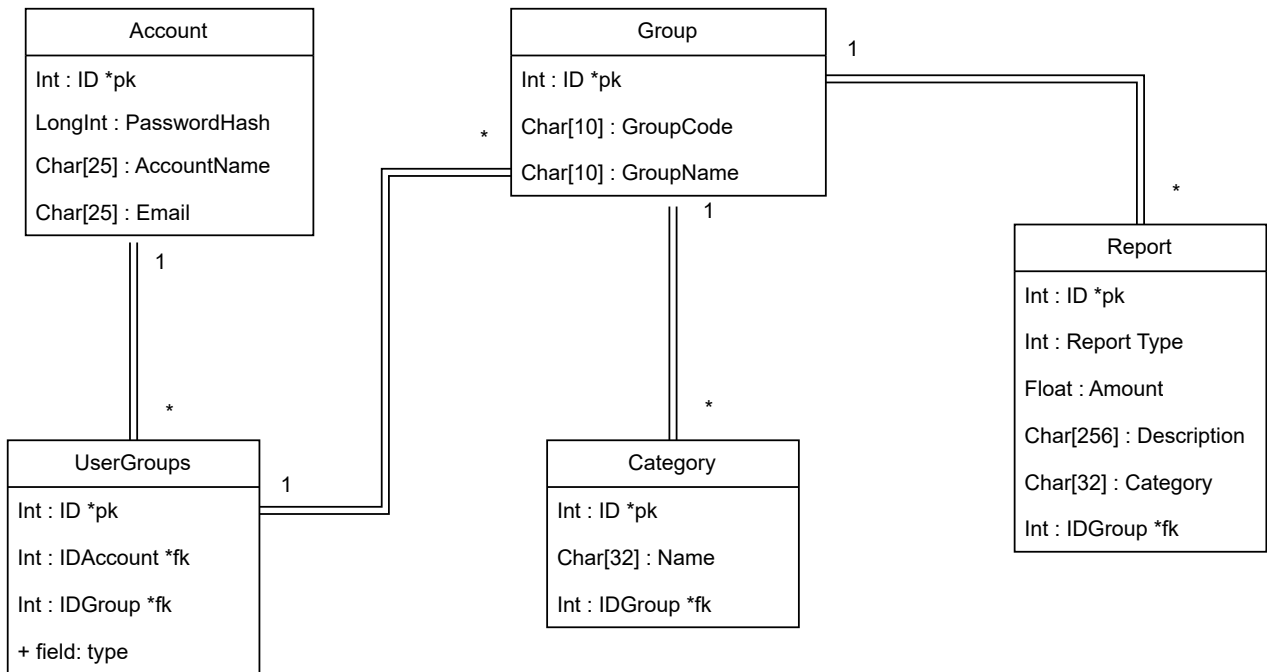 Account
Int : ID *pk
LongInt : PasswordHash
Char[25] : AccountName
Char[25] : Email
1
*
Group
Int : ID *pk
Char[10] : GroupCode
Char[10] : GroupName
1
*
1
*
Report
Int : ID *pk
Int : Report Type
Float : Amount
Char[256] : Description
Char[32] : Category
Int : IDGroup *fk
UserGroups
Int : ID *pk
Int : IDAccount *fk
Int : IDGroup *fk
+ field: type
1
*
Category
Int : ID *pk
Char[32] : Name
Int : IDGroup *fk